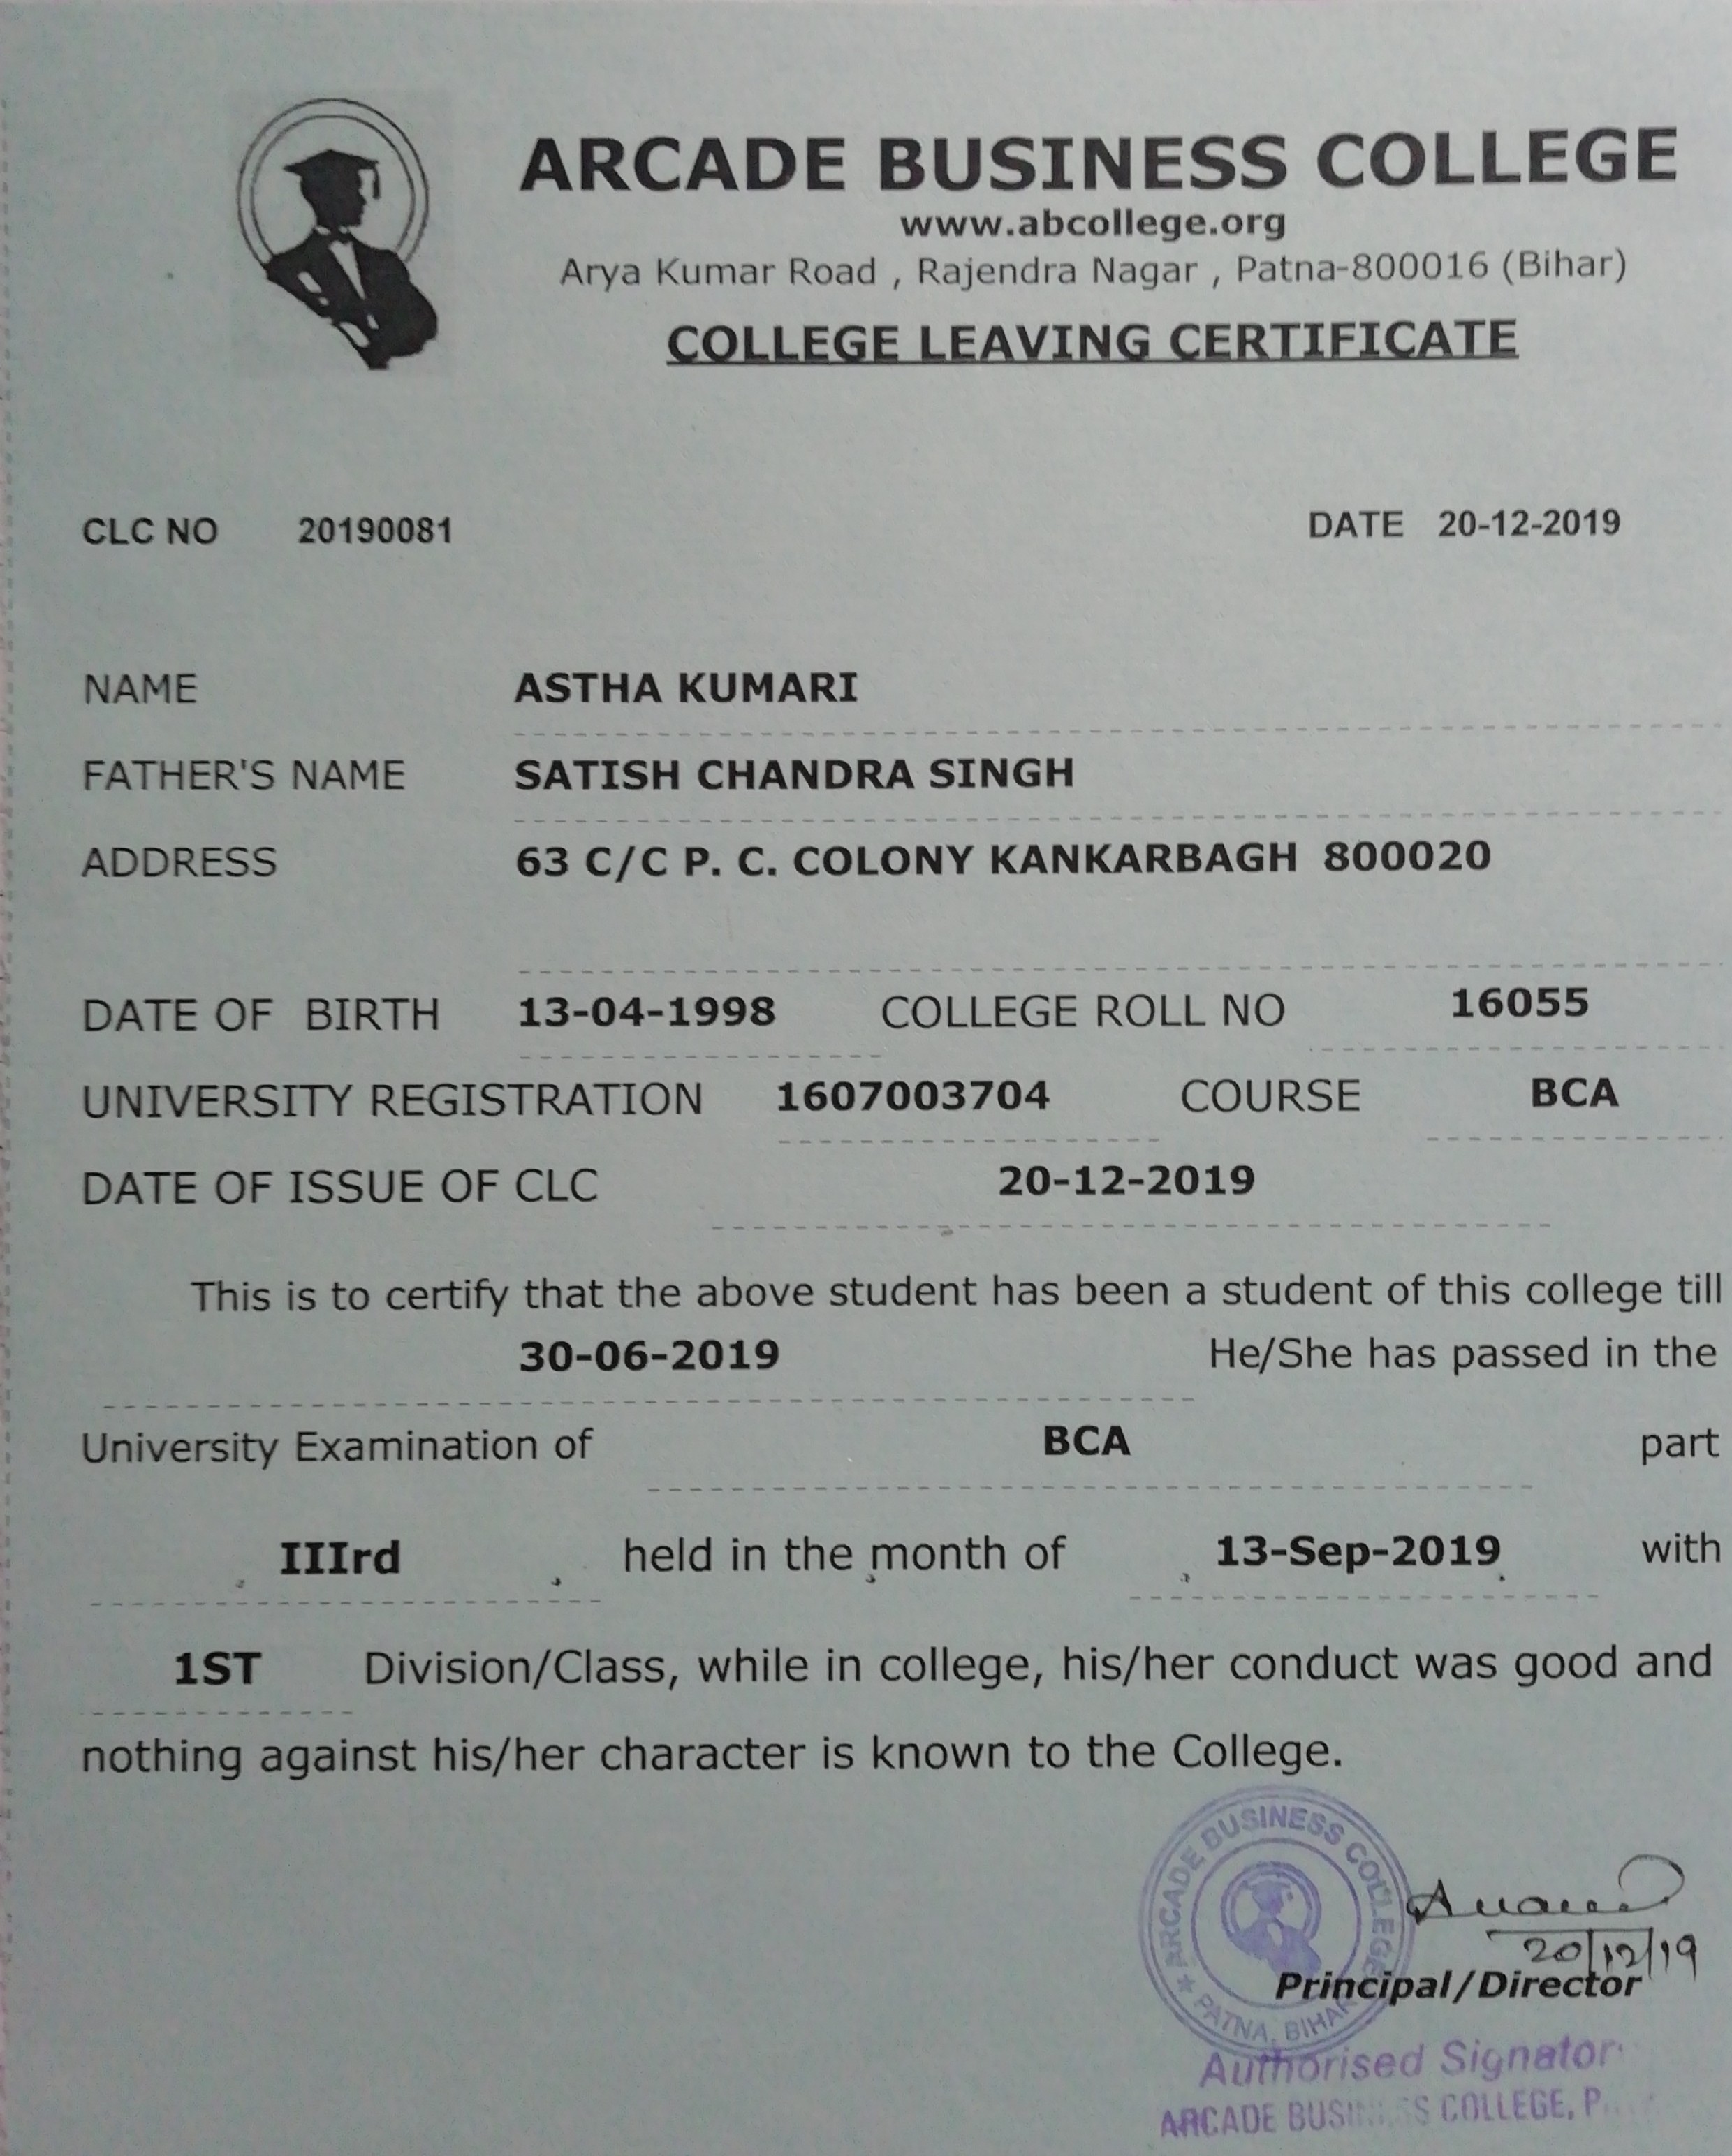 ARCADE BUSINESS COLLEGE
www.abcollege.org
Arya Kumar Road , Rajendra Nagar , Patna-800016 (Bihar)
COLLEGE LEAVING CERTIFICATE
CLC NO 20190081 DATE 20-12-2019
NAME ASTHA KUMARI
FATHER'S NAME SATISH CHANDRA SINGH
ADDRESS 63 C/C P. C. COLONY KANKARBAGH 800020
DATE OF BIRTH 13-04-1998 COLLEGE ROLL NO 16055
UNIVERSITY REGISTRATION 1607003704 COURSE BCA
DATE OF ISSUE OF CLC 20-12-2019
This is to certify that the above student has been a student of this college till
30-06-2019 He/She has passed in the
University Examination of BCA part
IIIrd held in the month of 13-Sep-2019 with
1ST Division/Class, while in college, his/her conduct was good and
nothing against his/her character is known to the College.
ARCADE BUSINESS COLLEGE
★ PATNA, BIHAR
20/12/19
Principal/Director
Authorised Signator
ARCADE BUSINESS COLLEGE, P